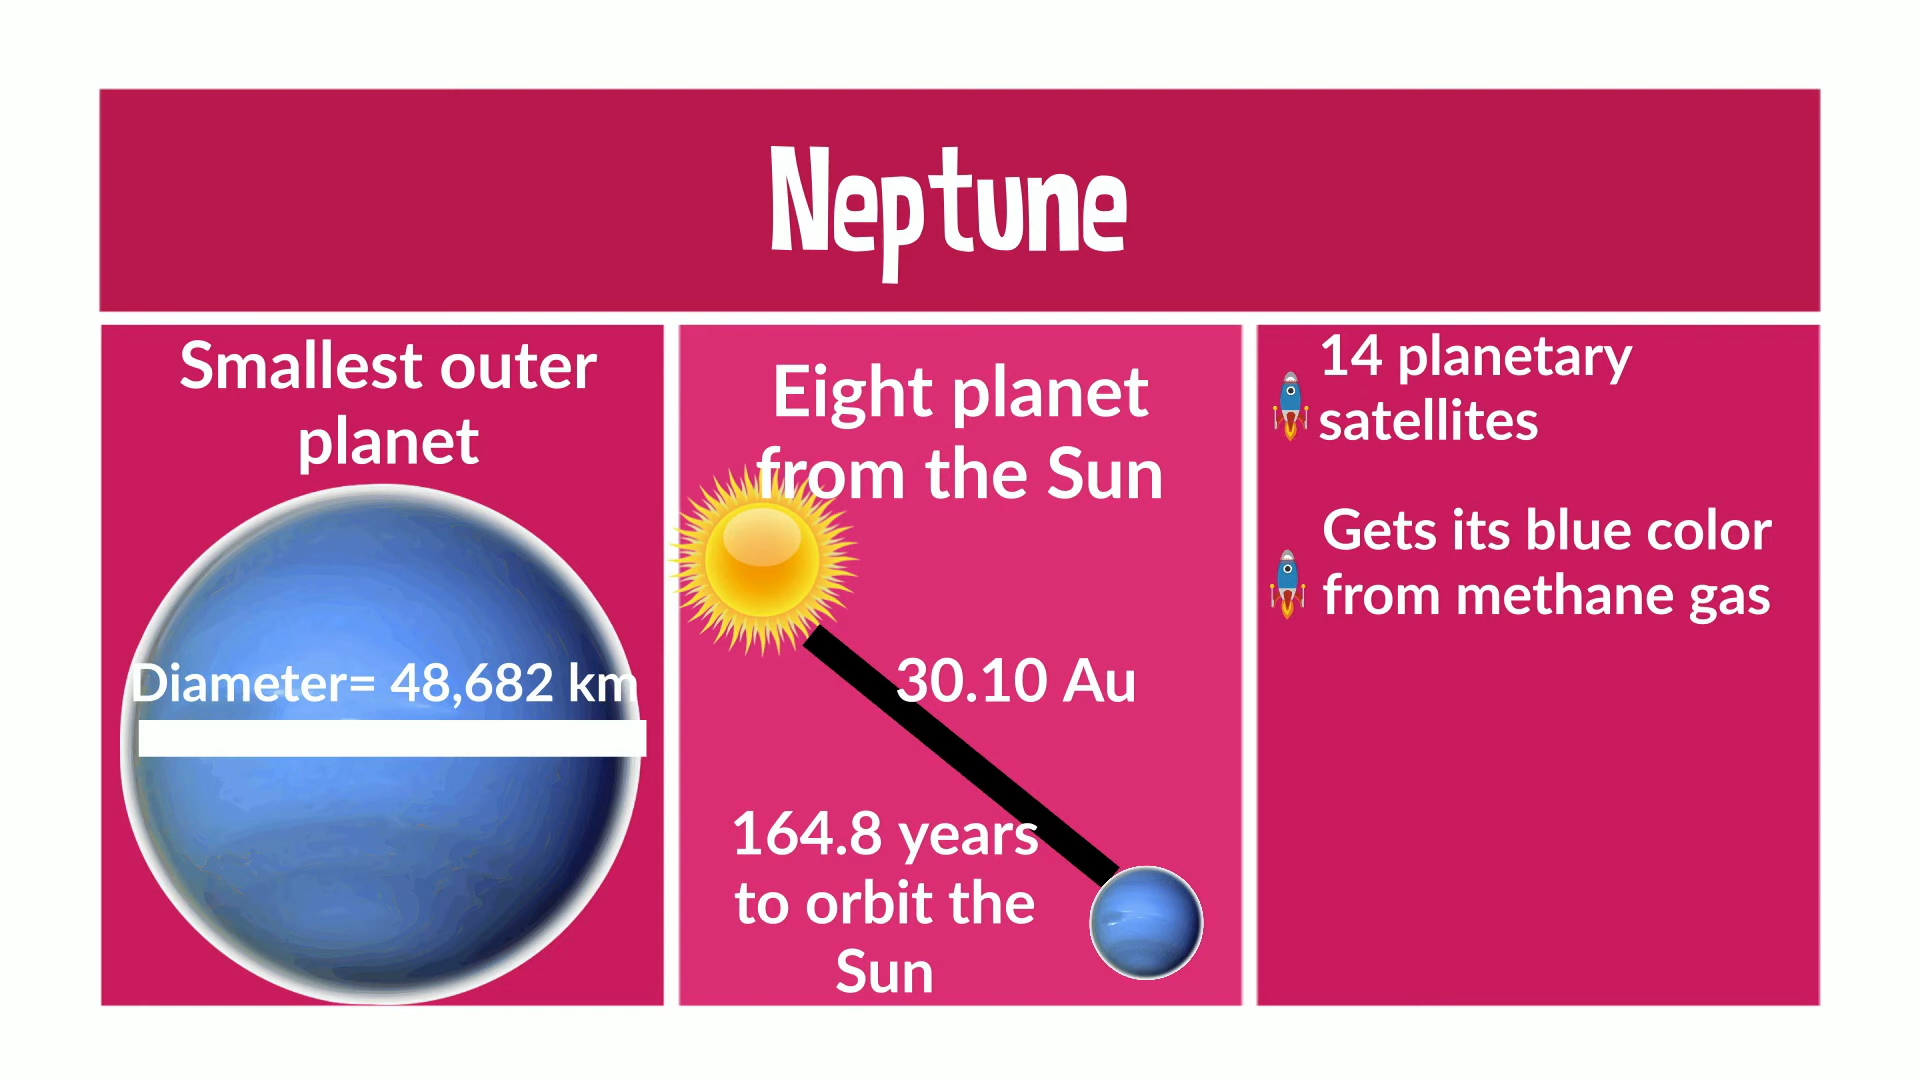 Neptune
Smallest outer
planet
Diameter= 48,682 km
Eight planet
from the Sun
30.10 Au
164.8 years
to orbit the
Sun
14 planetary
satellites
Gets its blue color
from methane gas